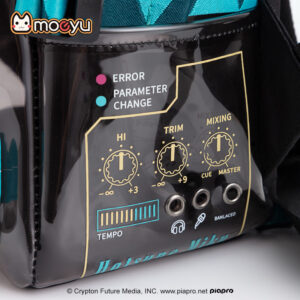 moeyu
ERROR
PARAMETER
CHANGE
HI
TRIM
MIXING
-∞ +3
-∞ +9
CUE MASTER
TEMPO
BANLACED
Hatsune Miku
© Crypton Future Media, INC. www.piapro.net piapro